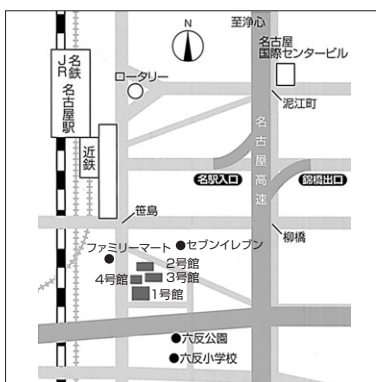 N
至浄心
名古屋
国際センタービル
名鉄
JR
名古屋駅
ロータリー
泥江町
近鉄
名古屋高速
名駅入口
錦橋出口
笹島
柳橋
ファミリーマート
セブンイレブン
2号館
3号館
4号館
1号館
六反公園
六反小学校